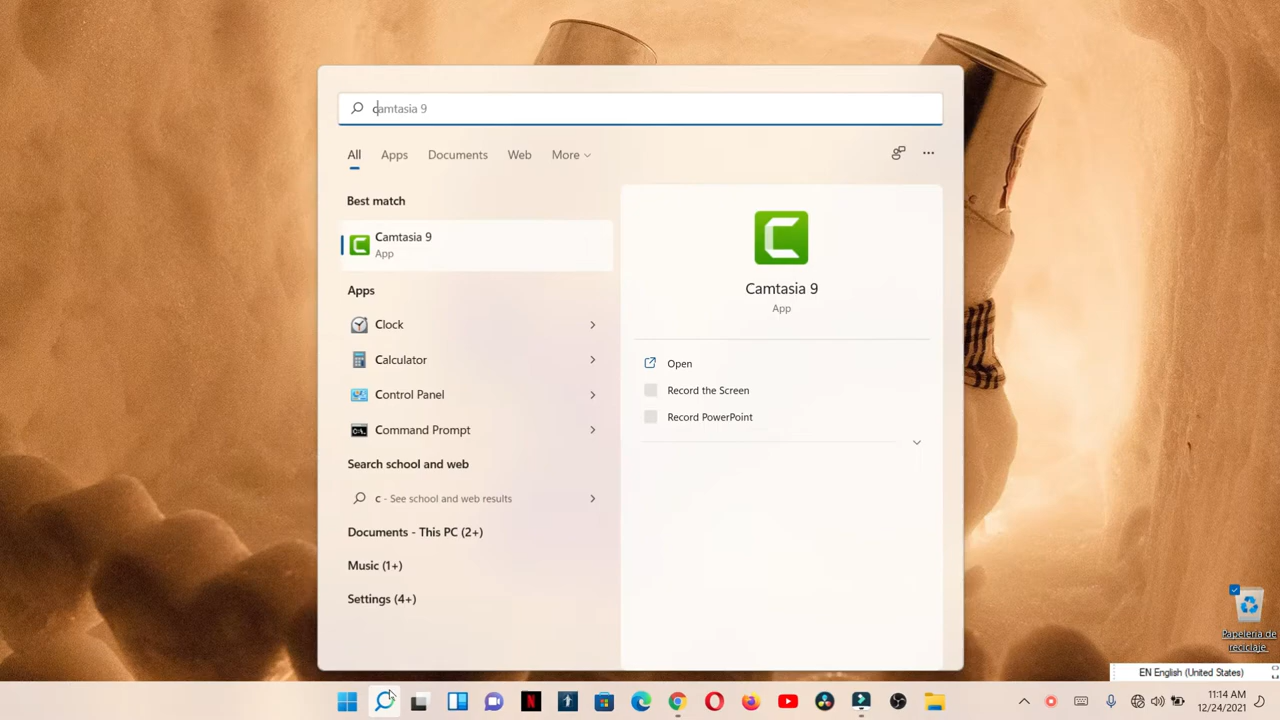 camtasia 9
All Apps Documents Web More
Best match
Camtasia 9
App
Apps
Clock
Calculator
Control Panel
Command Prompt
Search school and web
c - See school and web results
Documents - This PC (2+)
Music (1+)
Settings (4+)
Camtasia 9
App
Open
Record the Screen
Record PowerPoint
Papelería de
reciclaje
EN English (United States)
11:14 AM
12/24/2021